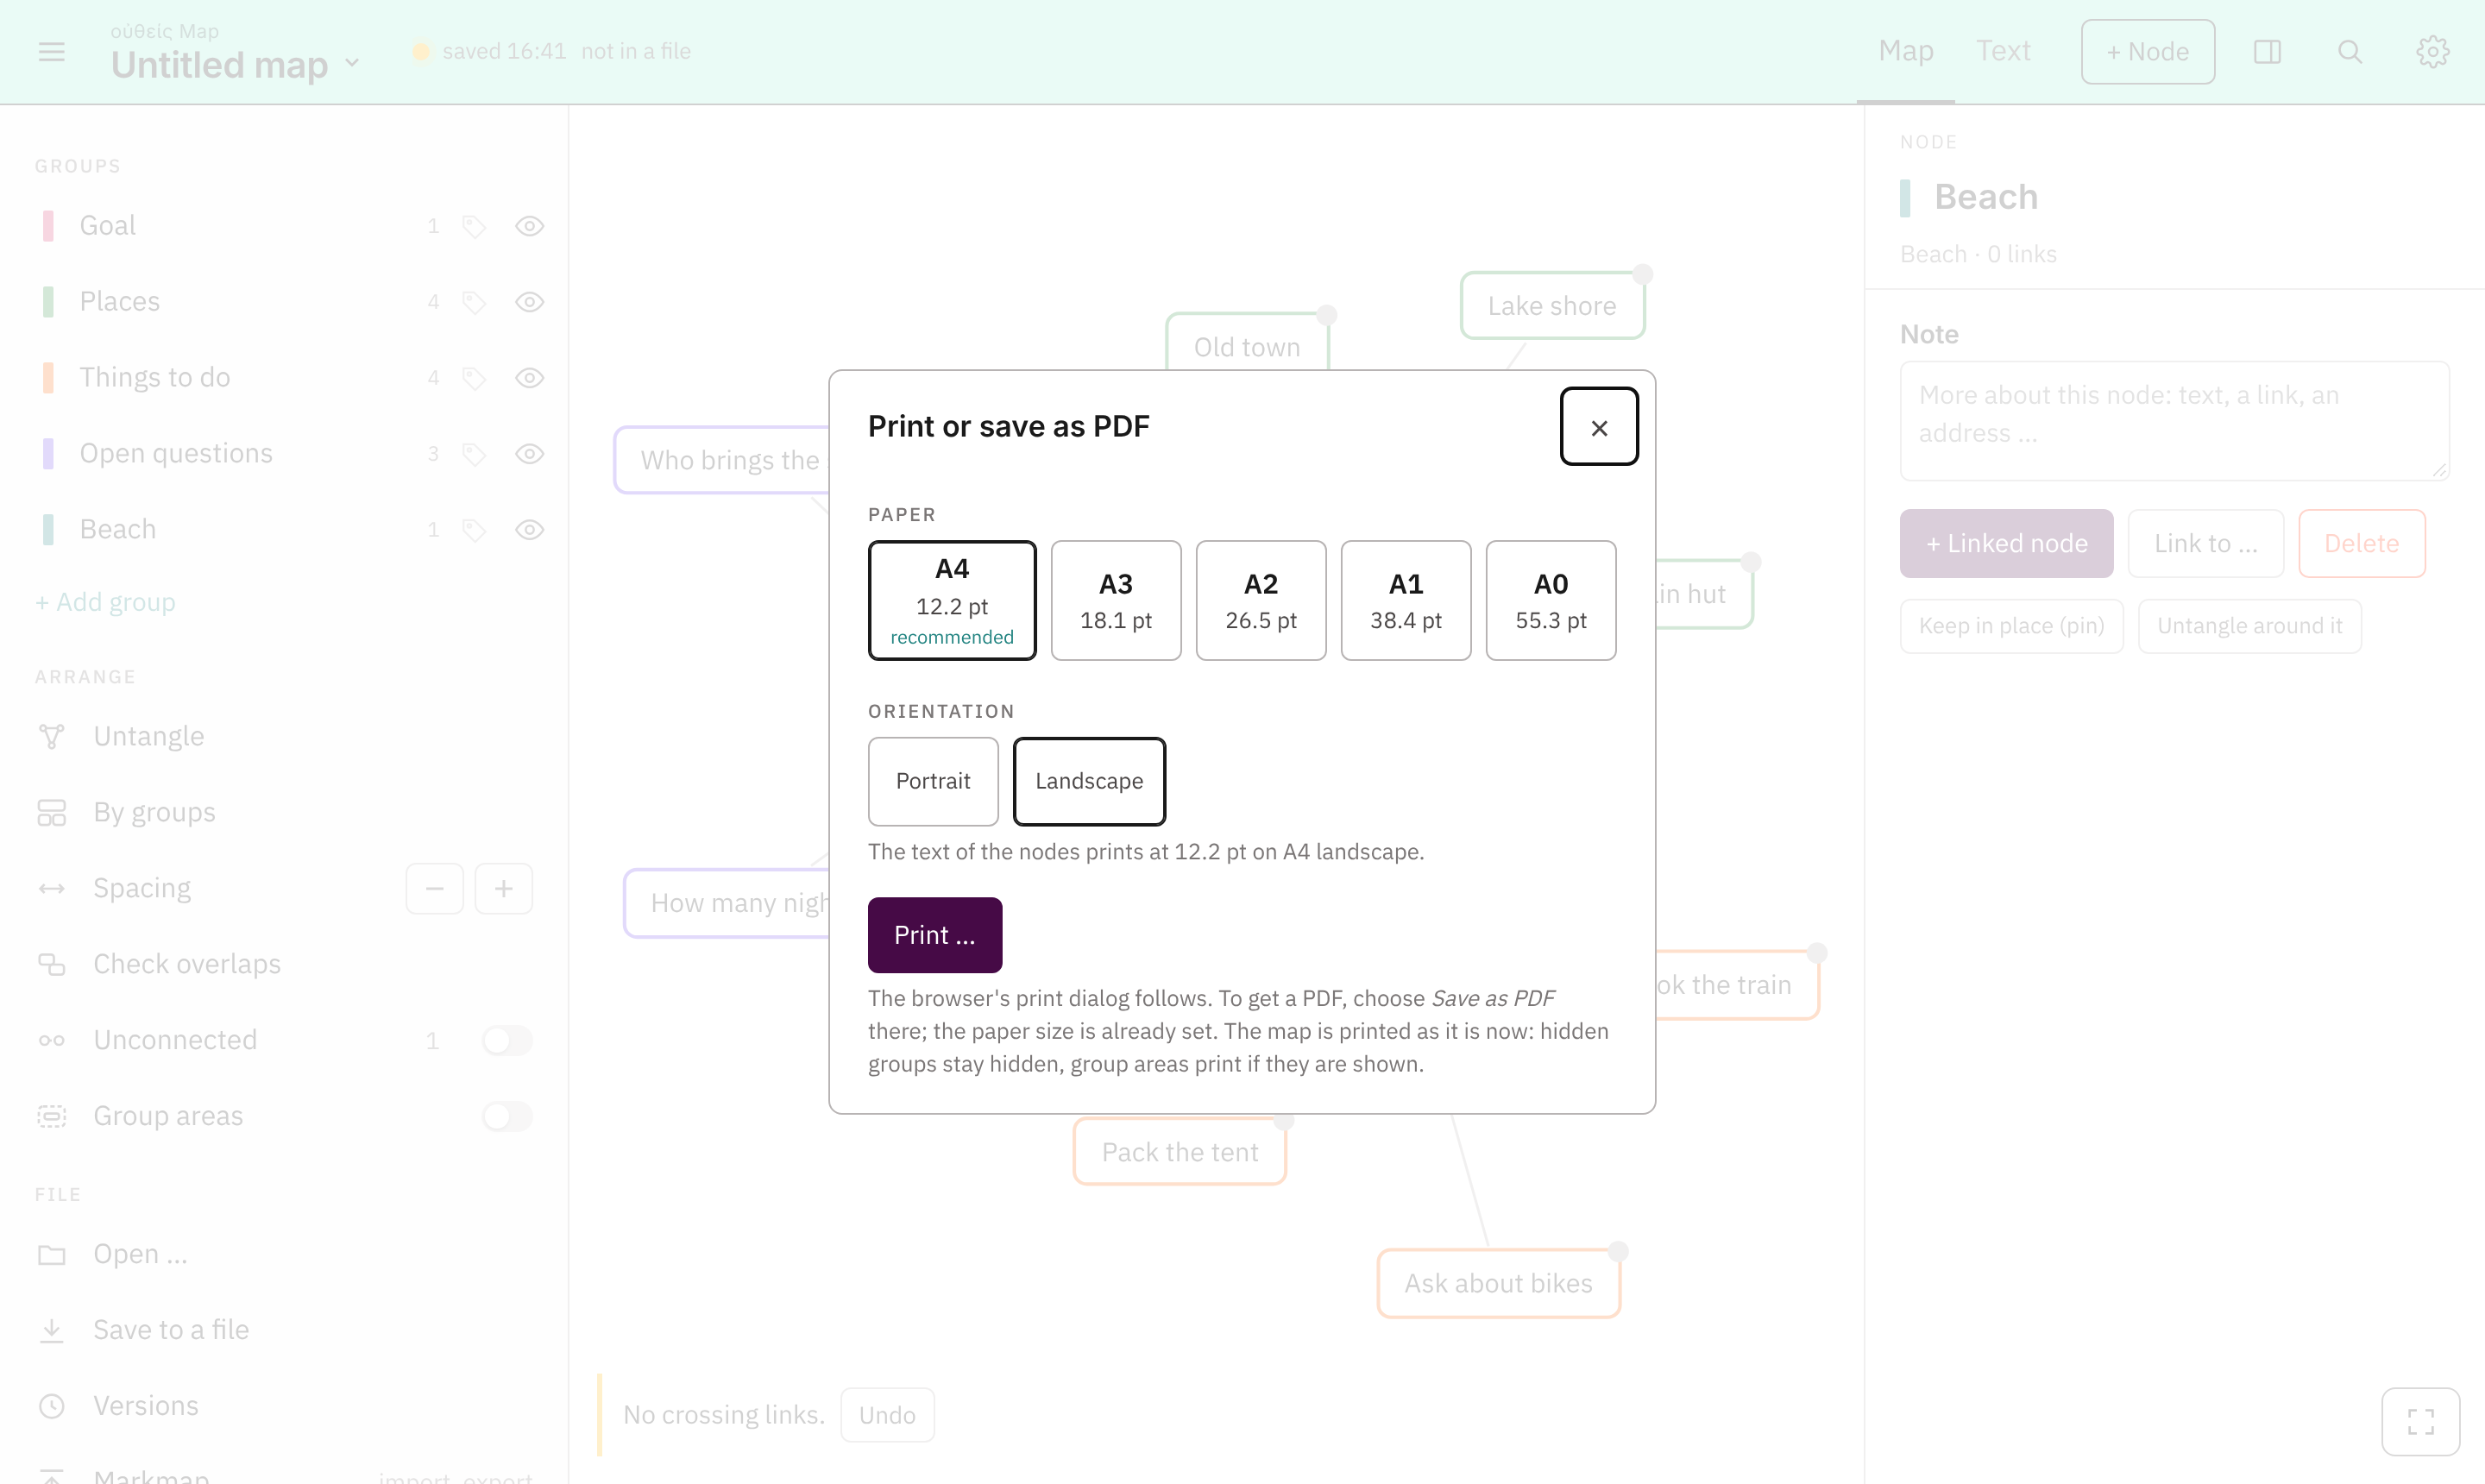 οὐθείς Map
Untitled map
saved 16:41 not in a file
Map
Text
+ Node
GROUPS
Goal 1
Places 4
Things to do 4
Open questions 3
Beach 1
+ Add group
ARRANGE
Untangle
By groups
Spacing
Check overlaps
Unconnected 1
Group areas
FILE
Open ...
Save to a file
Versions
Markmap import, export
Lake shore
Old town
Who brings the
in hut
How many nigh
ok the train
Pack the tent
Ask about bikes
No crossing links. Undo
Print or save as PDF
PAPER
A4
12.2 pt
recommended
A3
18.1 pt
A2
26.5 pt
A1
38.4 pt
A0
55.3 pt
ORIENTATION
Portrait
Landscape
The text of the nodes prints at 12.2 pt on A4 landscape.
Print ...
The browser's print dialog follows. To get a PDF, choose Save as PDF
there; the paper size is already set. The map is printed as it is now: hidden
groups stay hidden, group areas print if they are shown.
NODE
Beach
Beach · 0 links
Note
More about this node: text, a link, an
address ...
+ Linked node
Link to ...
Delete
Keep in place (pin)
Untangle around it